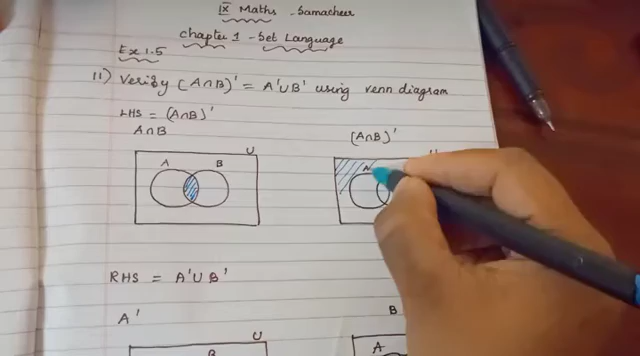 IX Maths - Samacheer
Chapter 1 - Set Language
Ex 1.5
11) Verify (A∩B)' = A'∪B' using venn diagram
LHS = (A∩B)'
A∩B
(A∩B)'
U
A B
A
RHS = A'∪B'
A'
B
U
B
A